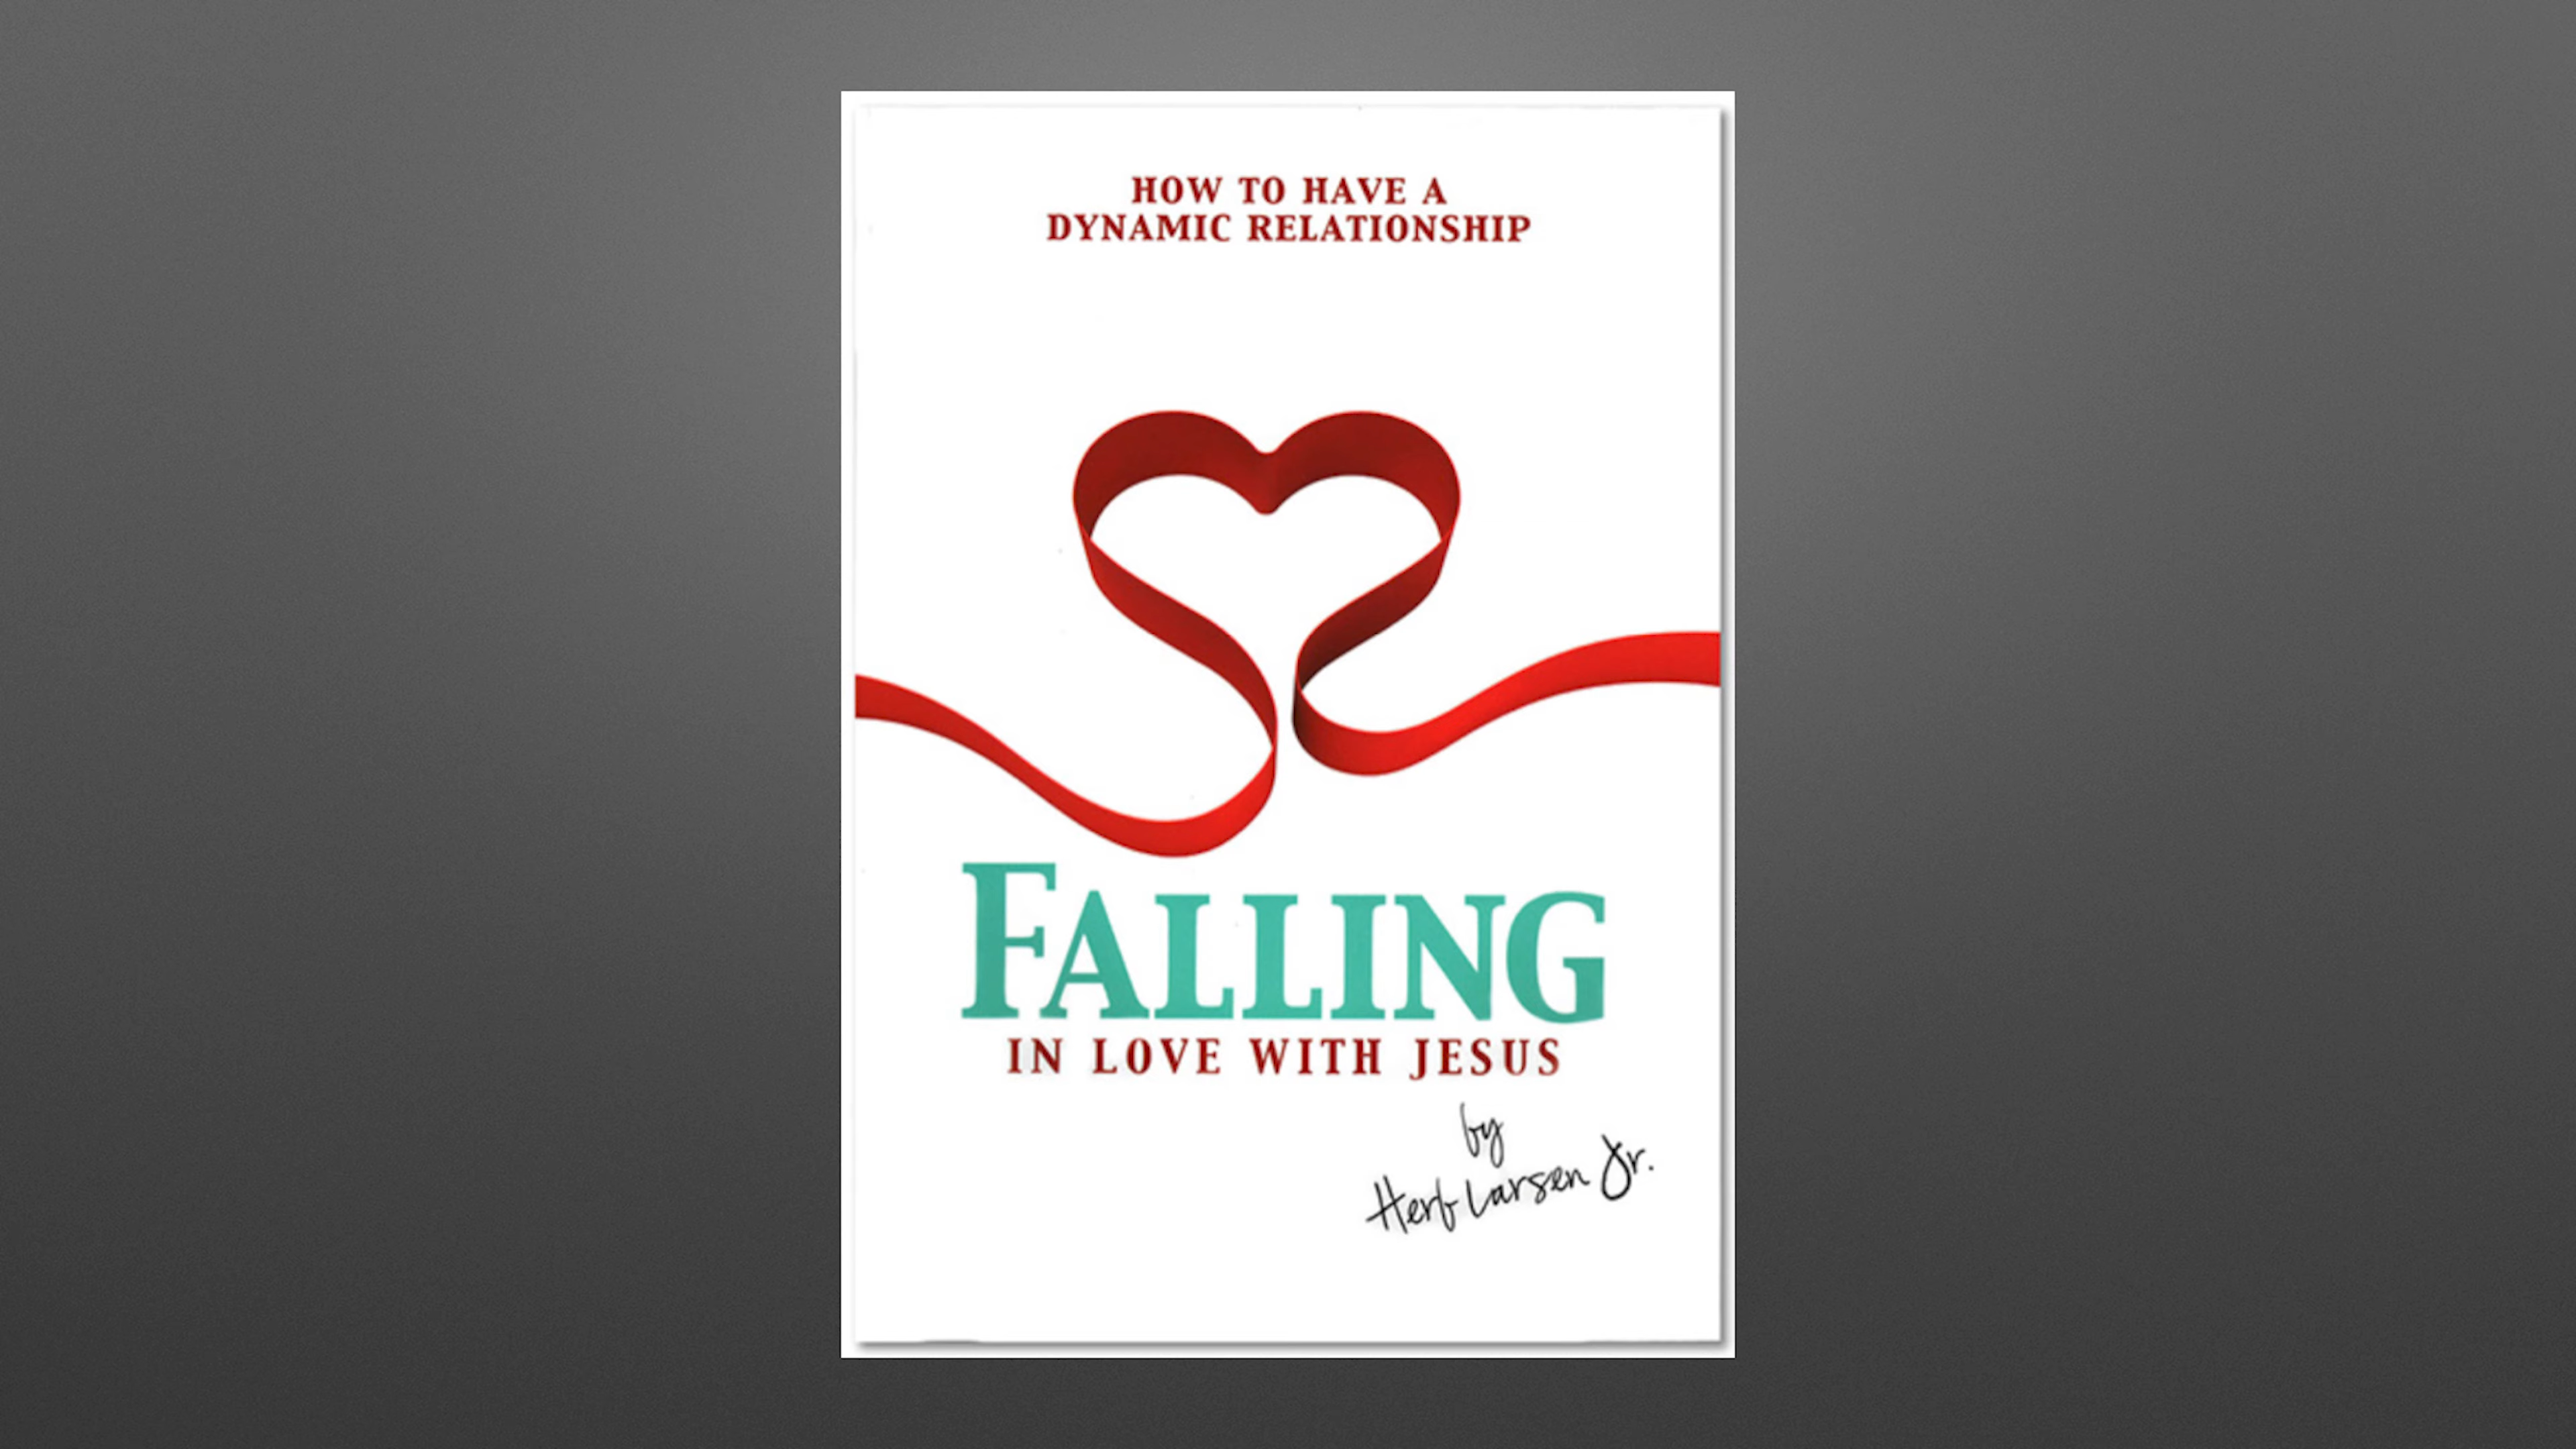 HOW TO HAVE A
DYNAMIC RELATIONSHIP
FALLING
IN LOVE WITH JESUS
by
Herb Larsen Jr.